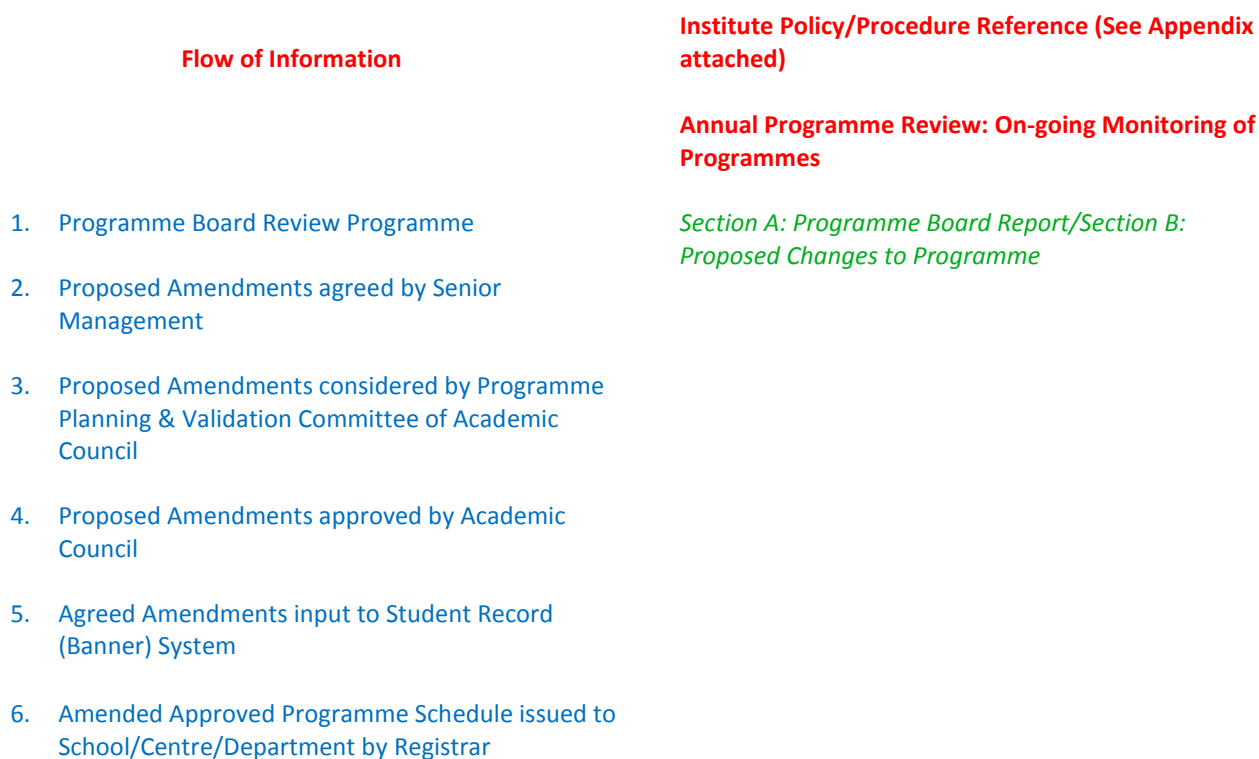 Flow of Information
Institute Policy/Procedure Reference (See Appendix
attached)
Annual Programme Review: On-going Monitoring of
Programmes
1. Programme Board Review Programme
Section A: Programme Board Report/Section B:
Proposed Changes to Programme
2. Proposed Amendments agreed by Senior
Management
3. Proposed Amendments considered by Programme
Planning & Validation Committee of Academic
Council
4. Proposed Amendments approved by Academic
Council
5. Agreed Amendments input to Student Record
(Banner) System
6. Amended Approved Programme Schedule issued to
School/Centre/Department by Registrar